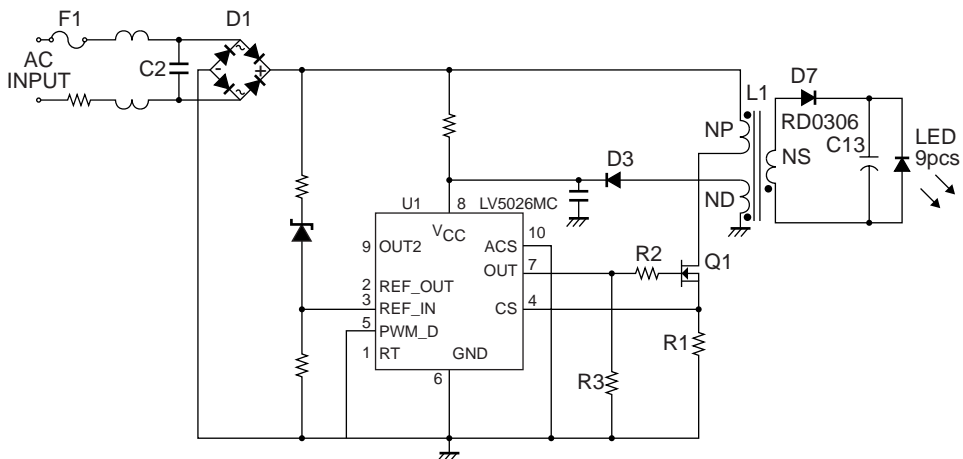 F1
D1
AC
INPUT
C2
-
+
~
~
D7
L1
RD0306
C13
LED
9pcs
NP
NS
D3
ND
U1
8
LV5026MC
VCC
10
9
OUT2
ACS
OUT
7
R2
Q1
2
REF_OUT
3
REF_IN
CS
4
5
PWM_D
1
RT
GND
6
R1
R3